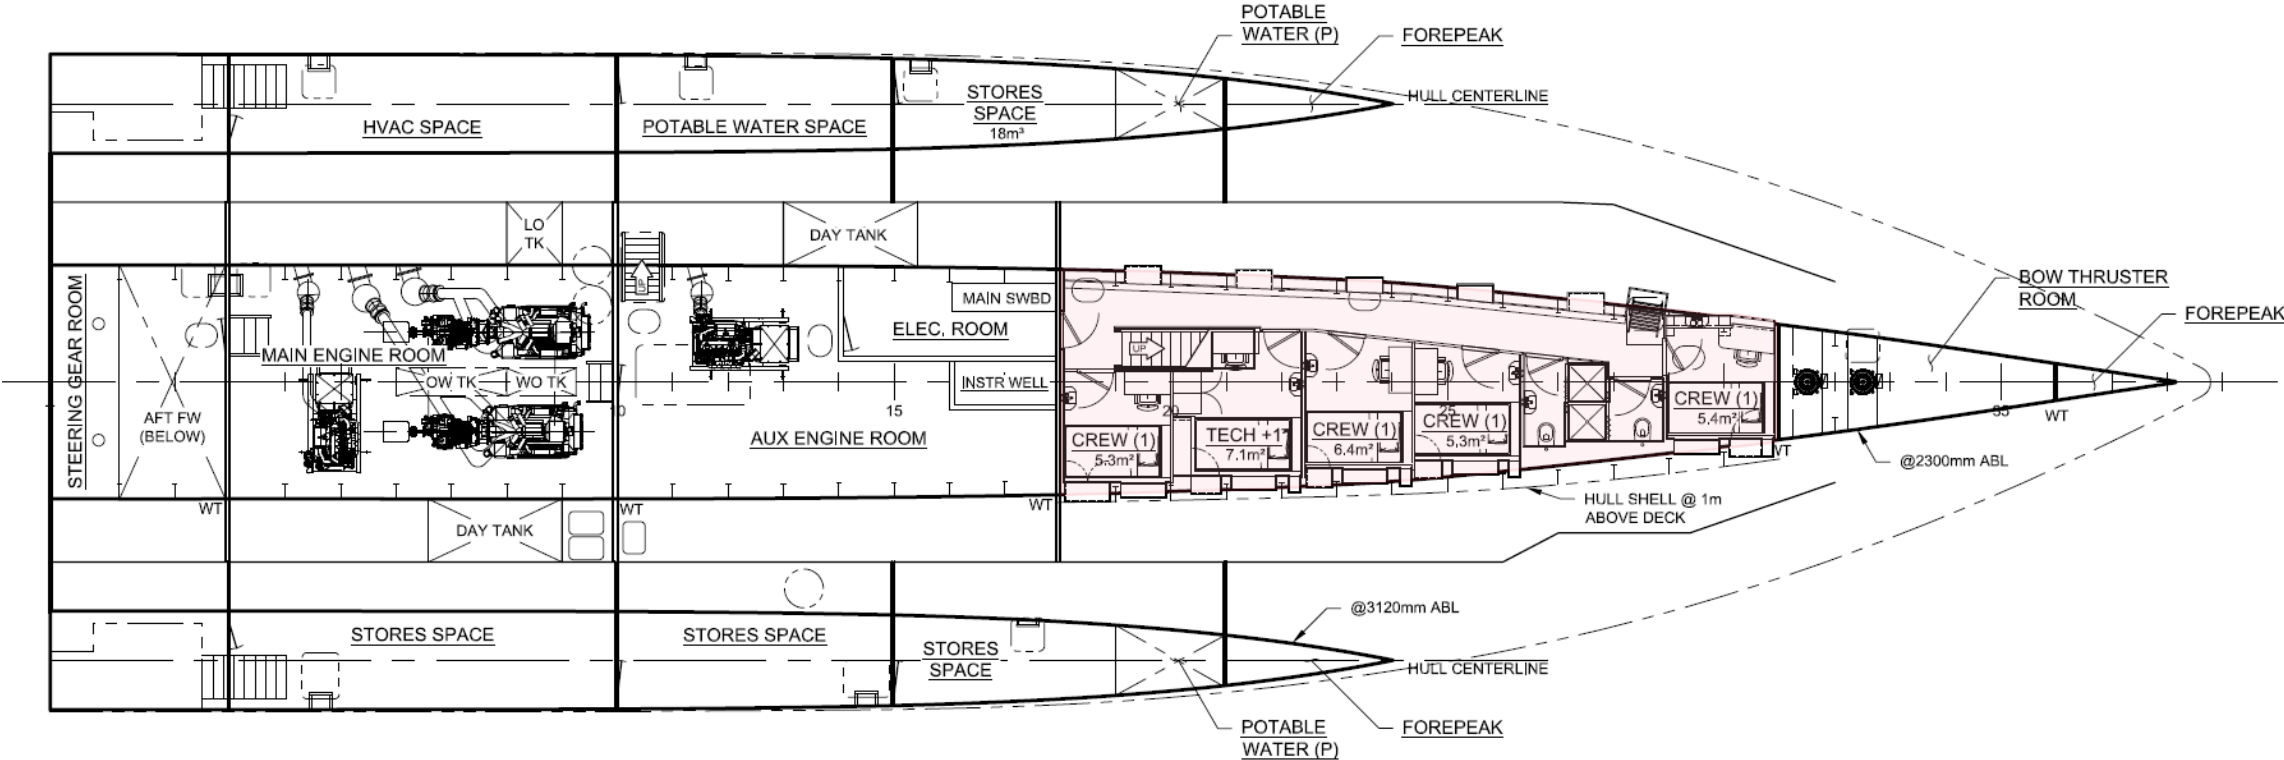 POTABLE
WATER (P)
FOREPEAK
HULL CENTERLINE
STORES
SPACE
18m³
HVAC SPACE
POTABLE WATER SPACE
LO
TK
DAY TANK
UP
STEERING GEAR ROOM
MAIN SWBD
ELEC. ROOM
MAIN ENGINE ROOM
OW TK
WO TK
INSTR WELL
AFT FW
(BELOW)
10
15
20
25
35
AUX ENGINE ROOM
UP
CREW (1)
5.3m²
TECH +1
7.1m²
CREW (1)
6.4m²
CREW (1)
5.3m²
CREW (1)
5.4m²
BOW THRUSTER
ROOM
FOREPEAK
WT
WT
@2300mm ABL
HULL SHELL @ 1m
ABOVE DECK
WT
WT
WT
DAY TANK
STORES SPACE
STORES SPACE
STORES
SPACE
@3120mm ABL
HULL CENTERLINE
POTABLE
WATER (P)
FOREPEAK